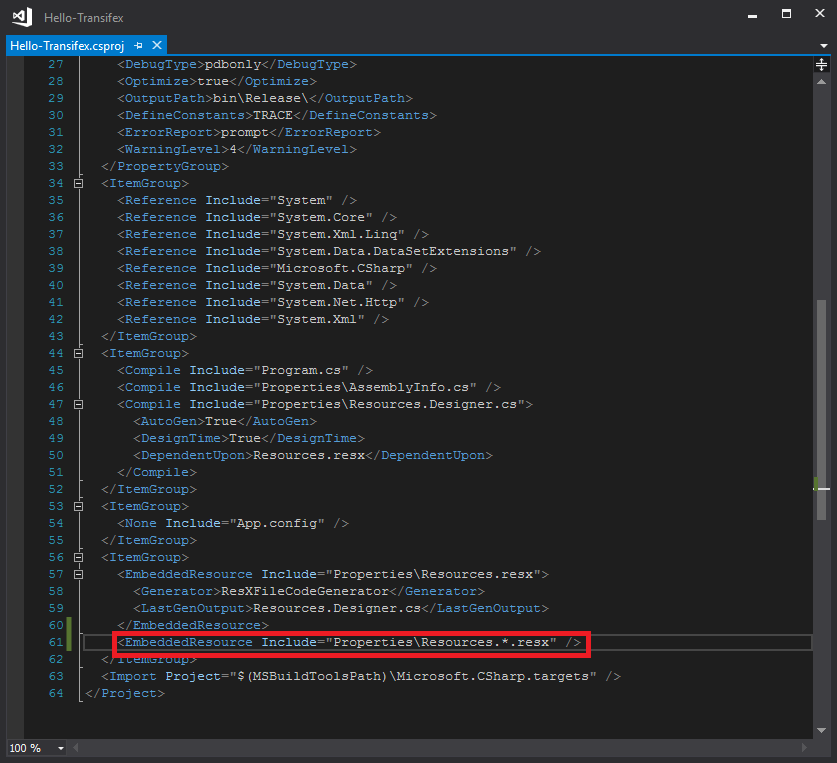 Hello-Transifex
Hello-Transifex.csproj
27 <DebugType>pdbonly</DebugType>
28 <Optimize>true</Optimize>
29 <OutputPath>bin\Release\</OutputPath>
30 <DefineConstants>TRACE</DefineConstants>
31 <ErrorReport>prompt</ErrorReport>
32 <WarningLevel>4</WarningLevel>
33 </PropertyGroup>
34 <ItemGroup>
35 <Reference Include="System" />
36 <Reference Include="System.Core" />
37 <Reference Include="System.Xml.Linq" />
38 <Reference Include="System.Data.DataSetExtensions" />
39 <Reference Include="Microsoft.CSharp" />
40 <Reference Include="System.Data" />
41 <Reference Include="System.Net.Http" />
42 <Reference Include="System.Xml" />
43 </ItemGroup>
44 <ItemGroup>
45 <Compile Include="Program.cs" />
46 <Compile Include="Properties\AssemblyInfo.cs" />
47 <Compile Include="Properties\Resources.Designer.cs">
48 <AutoGen>True</AutoGen>
49 <DesignTime>True</DesignTime>
50 <DependentUpon>Resources.resx</DependentUpon>
51 </Compile>
52 </ItemGroup>
53 <ItemGroup>
54 <None Include="App.config" />
55 </ItemGroup>
56 <ItemGroup>
57 <EmbeddedResource Include="Properties\Resources.resx">
58 <Generator>ResXFileCodeGenerator</Generator>
59 <LastGenOutput>Resources.Designer.cs</LastGenOutput>
60 </EmbeddedResource>
61 <EmbeddedResource Include="Properties\Resources.*.resx" />
62 </ItemGroup>
63 <Import Project="$(MSBuildToolsPath)\Microsoft.CSharp.targets" />
64 </Project>
100 %